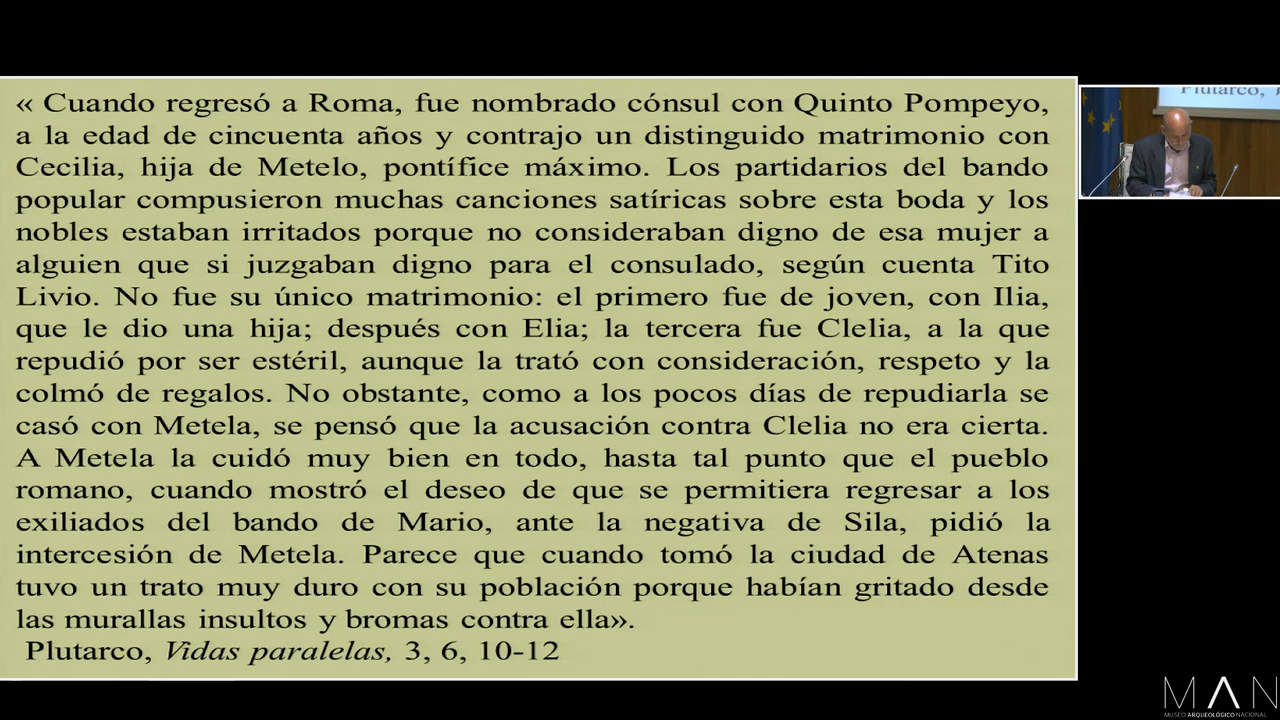 « Cuando regresó a Roma, fue nombrado cónsul con Quinto Pompeyo,
a la edad de cincuenta años y contrajo un distinguido matrimonio con
Cecilia, hija de Metelo, pontífice máximo. Los partidarios del bando
popular compusieron muchas canciones satíricas sobre esta boda y los
nobles estaban irritados porque no consideraban digno de esa mujer a
alguien que si juzgaban digno para el consulado, según cuenta Tito
Livio. No fue su único matrimonio: el primero fue de joven, con Ilia,
que le dio una hija; después con Elia; la tercera fue Clelia, a la que
repudió por ser estéril, aunque la trató con consideración, respeto y la
colmó de regalos. No obstante, como a los pocos días de repudiarla se
casó con Metela, se pensó que la acusación contra Clelia no era cierta.
A Metela la cuidó muy bien en todo, hasta tal punto que el pueblo
romano, cuando mostró el deseo de que se permitiera regresar a los
exiliados del bando de Mario, ante la negativa de Sila, pidió la
intercesión de Metela. Parece que cuando tomó la ciudad de Atenas
tuvo un trato muy duro con su población porque habían gritado desde
las murallas insultos y bromas contra ella».
Plutarco, Vidas paralelas, 3, 6, 10-12
Plutarco,
MAN
MUSEO ARQUEOLÓGICO NACIONAL